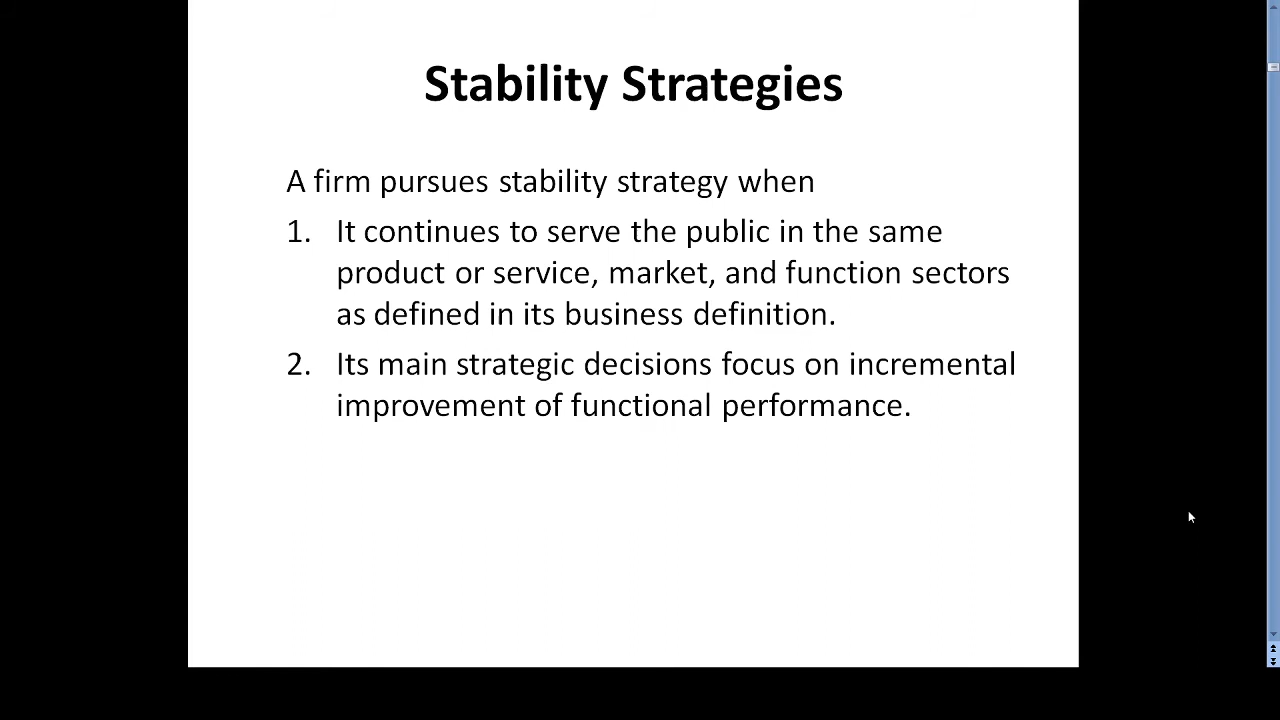 Stability Strategies
A firm pursues stability strategy when
1. It continues to serve the public in the same
product or service, market, and function sectors
as defined in its business definition.
2. Its main strategic decisions focus on incremental
improvement of functional performance.